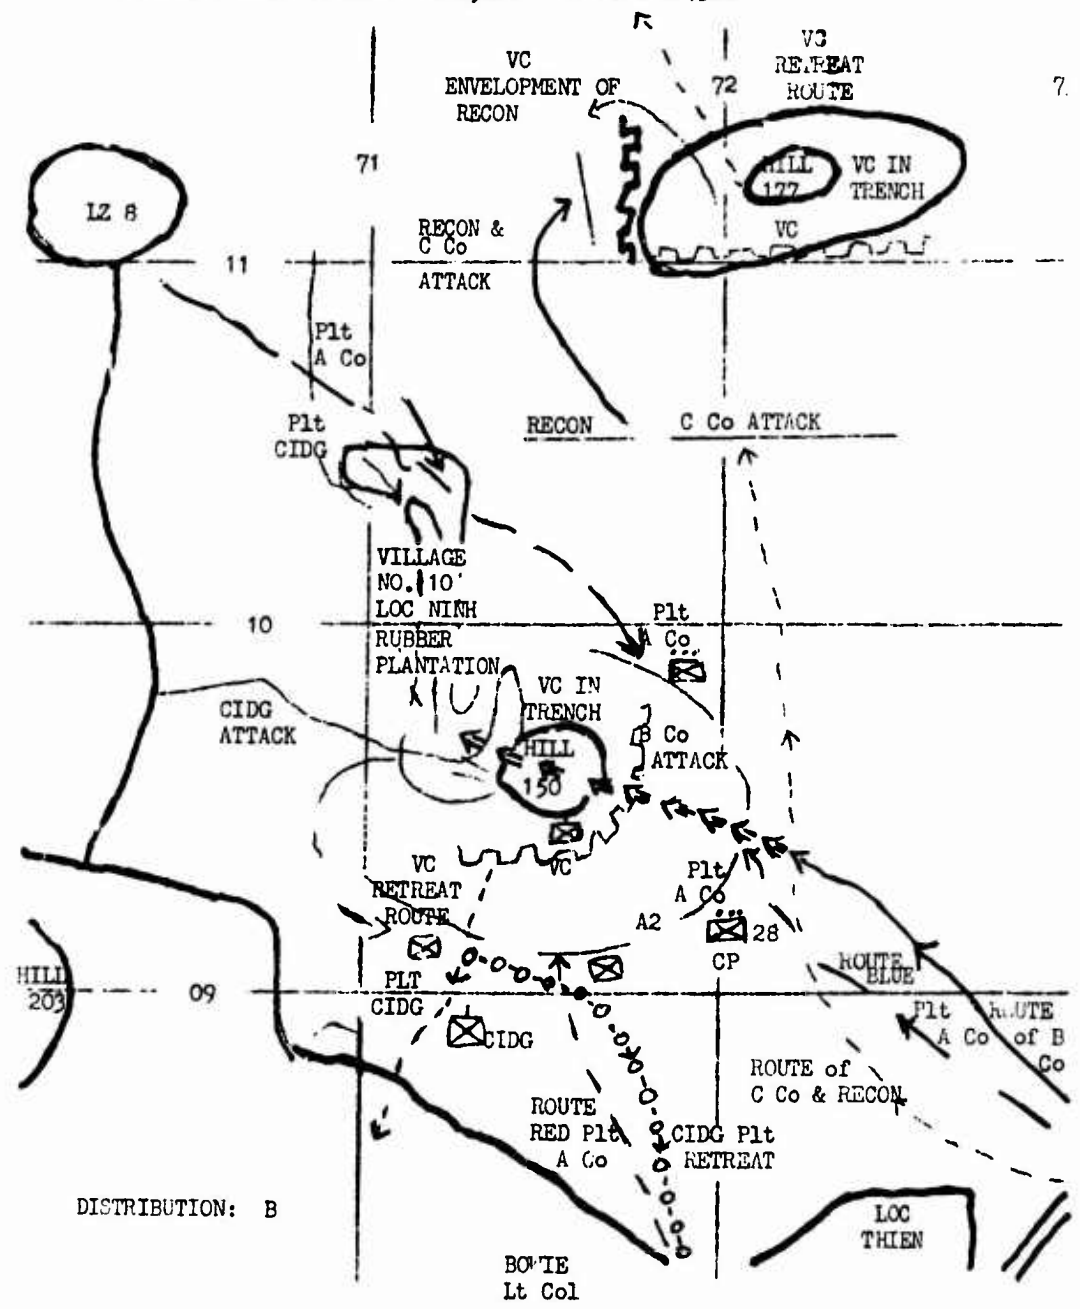 VC
RETREAT
ROUTE
VC
ENVELOPMENT OF
RECON
72
71
HILL
177
VC IN
TRENCH
VC
LZ 8
RECON &
C Co
ATTACK
11
Plt
A Co
Plt
CIDG
RECON
C Co ATTACK
VILLAGE
NO. 10
LOC NINH
RUBBER
PLANTATION
10
Plt
A Co
VC IN
TRENCH
CIDG
ATTACK
B Co
ATTACK
HILL
150
VC
VC
RETREAT
ROUTE
Plt
A Co
A2
28
CP
HILL
203
09
PLT
CIDG
CIDG
ROUTE
BLUE
Plt
A Co
ROUTE
of B
Co
ROUTE of
C Co & RECON
ROUTE
RED Plt
A Co
CIDG Plt
RETREAT
DISTRIBUTION: B
LOC
THIEN
BOWIE
Lt Col